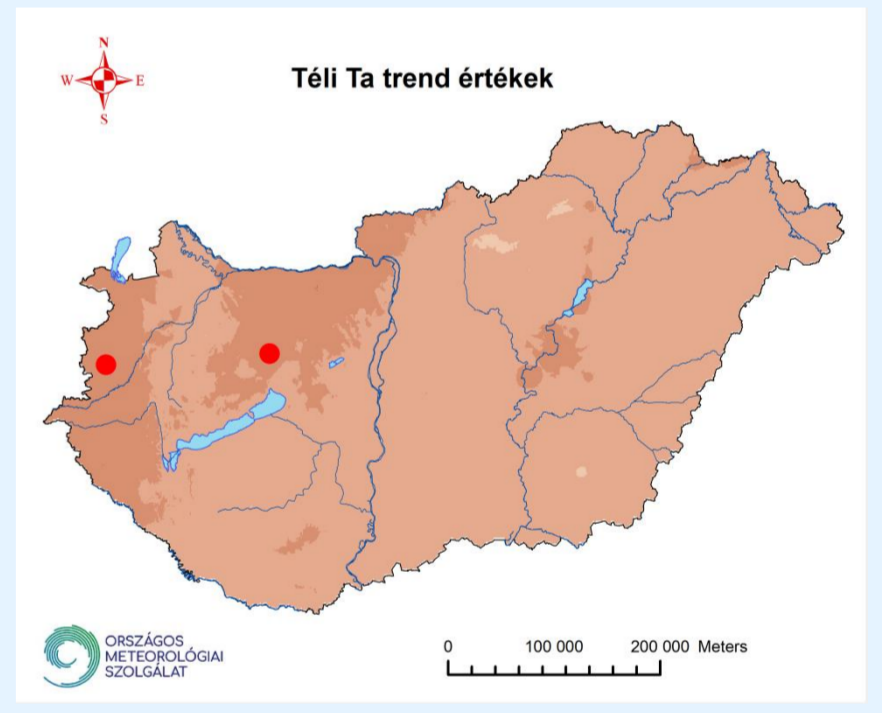 Téli Ta trend értékek
N
W E
S
ORSZÁGOS
METEOROLÓGIAI
SZOLGÁLAT
0 100 000 200 000 Meters